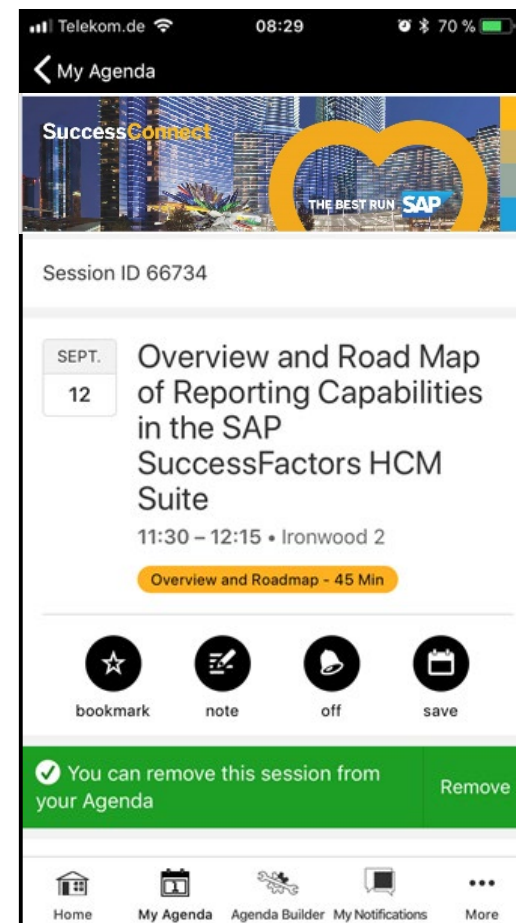 Telekom.de 08:29 70 %
My Agenda
SuccessConnect
THE BEST RUN SAP
Session ID 66734
SEPT.
12
Overview and Road Map
of Reporting Capabilities
in the SAP
SuccessFactors HCM
Suite
11:30 – 12:15 • Ironwood 2
Overview and Roadmap - 45 Min
bookmark note off save
You can remove this session from
your Agenda
Remove
1
Home My Agenda Agenda Builder My Notifications More